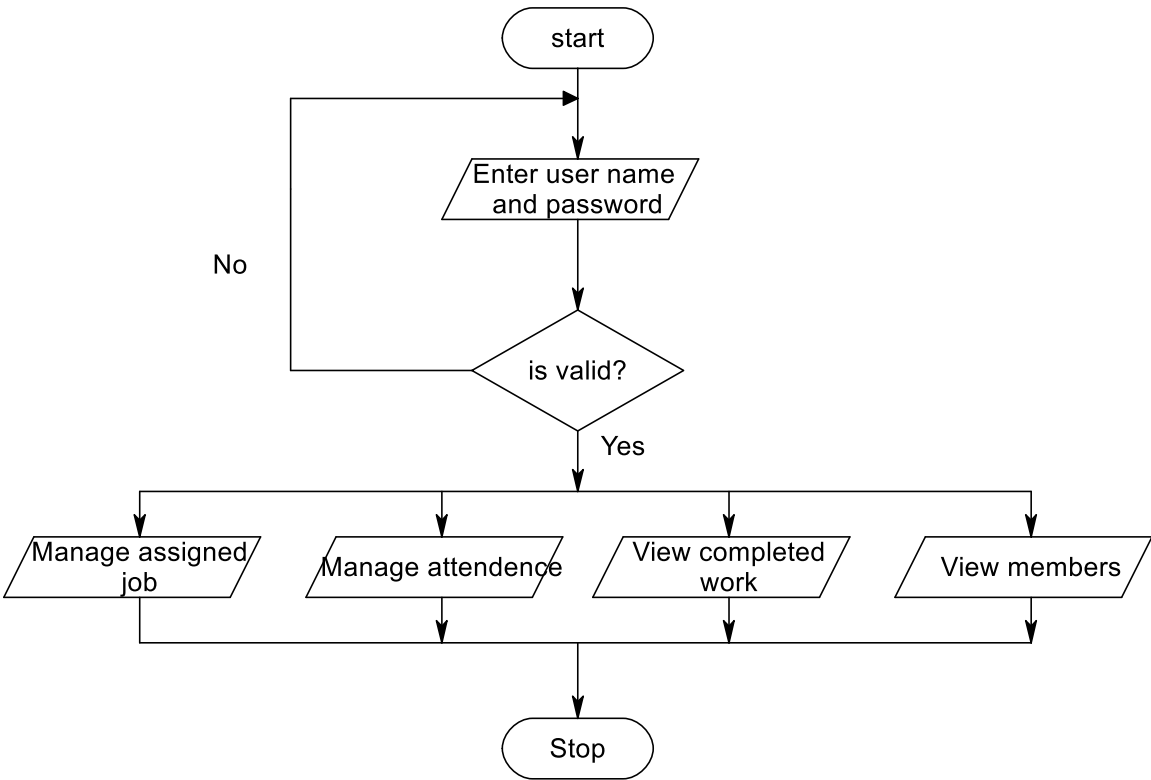 start
Enter user name
and password
No
is valid?
Yes
Manage assigned
job
Manage attendence
View completed
work
View members
Stop